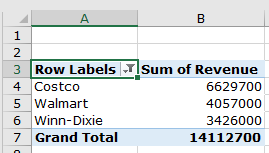 A B
1
2
3 Row Labels Sum of Revenue
4 Costco 6629700
5 Walmart 4057000
6 Winn-Dixie 3426000
7 Grand Total 14112700